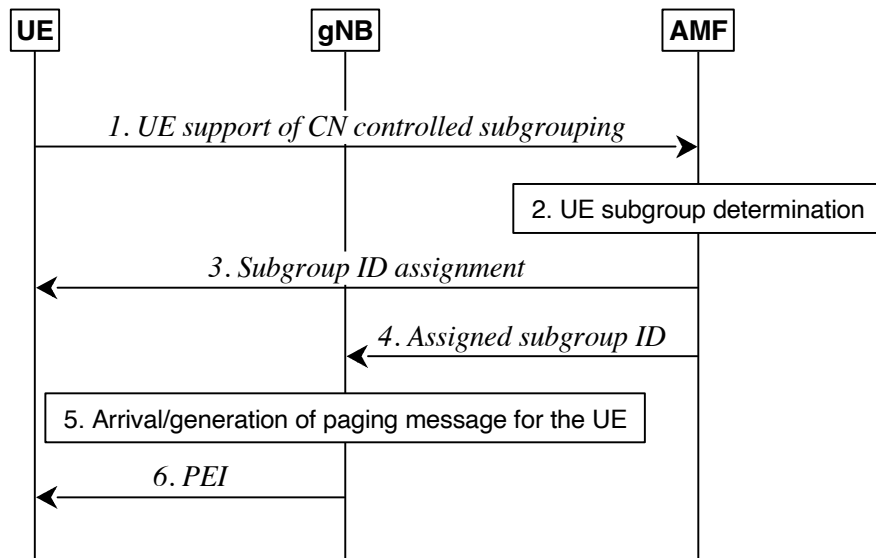 UE gNB AMF
1. UE support of CN controlled subgrouping
2. UE subgroup determination
3. Subgroup ID assignment
4. Assigned subgroup ID
5. Arrival/generation of paging message for the UE
6. PEI